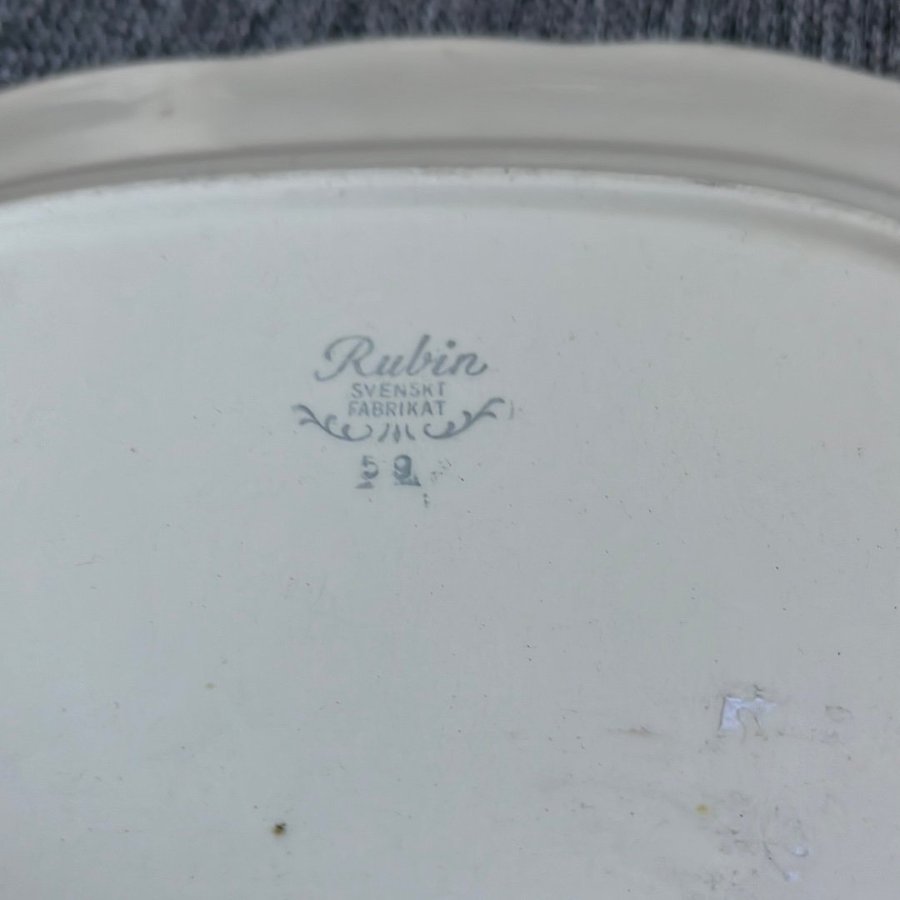 Rubin
SVENSKT
FABRIKAT
59